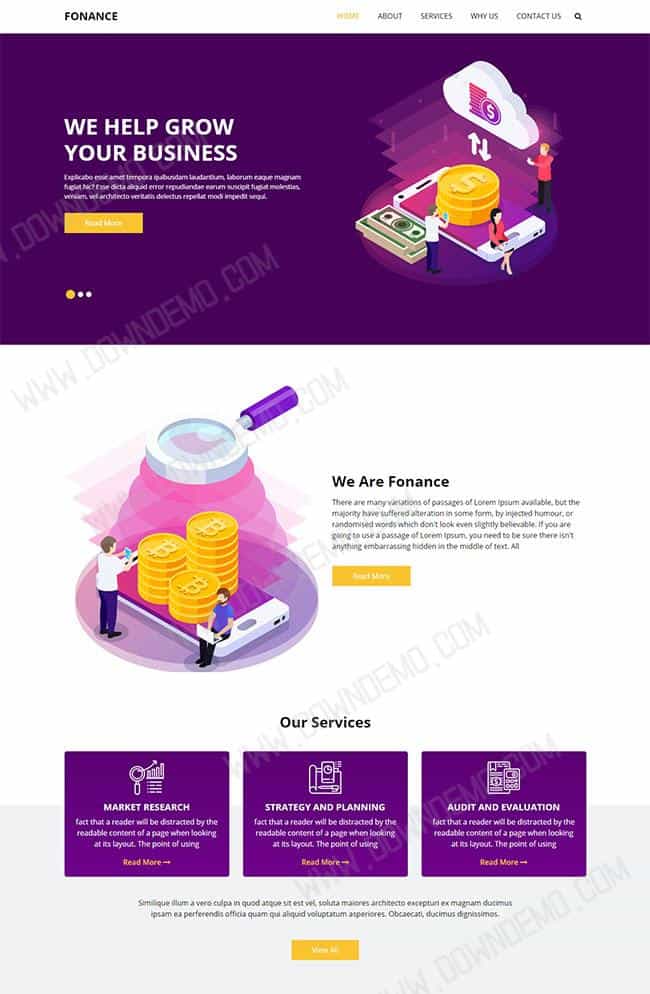 FONANCE
HOME ABOUT SERVICES WHY US CONTACT US
WE HELP GROW
YOUR BUSINESS
Explicabo esse amet tempora quibusdam laudantium, laborum eaque magnam
fugiat hic? Esse dicta aliquid error repudiandae earum suscipit fugiat molestias,
veniam, vel architecto veritatis delectus repellat modi impedit sequi.
Read More
WWW.DOWNDEMO.COM
We Are Fonance
There are many variations of passages of Lorem Ipsum available, but the
majority have suffered alteration in some form, by injected humour, or
randomised words which don't look even slightly believable. If you are
going to use a passage of Lorem Ipsum, you need to be sure there isn't
anything embarrassing hidden in the middle of text. All
Read More
WWW.DOWNDEMO.COM
Our Services
MARKET RESEARCH
fact that a reader will be distracted by the
readable content of a page when looking
at its layout. The point of using
Read More
STRATEGY AND PLANNING
fact that a reader will be distracted by the
readable content of a page when looking
at its layout. The point of using
Read More
AUDIT AND EVALUATION
fact that a reader will be distracted by the
readable content of a page when looking
at its layout. The point of using
Read More
Similique illum a vero culpa in quod atque sit est vel, soluta maiores architecto excepturi ex magnam ducimus
ipsam ea perferendis officia quam qui aliquid voluptatum asperiores. Obcaecati, ducimus dignissimos.
View All
WWW.DOWNDEMO.COM